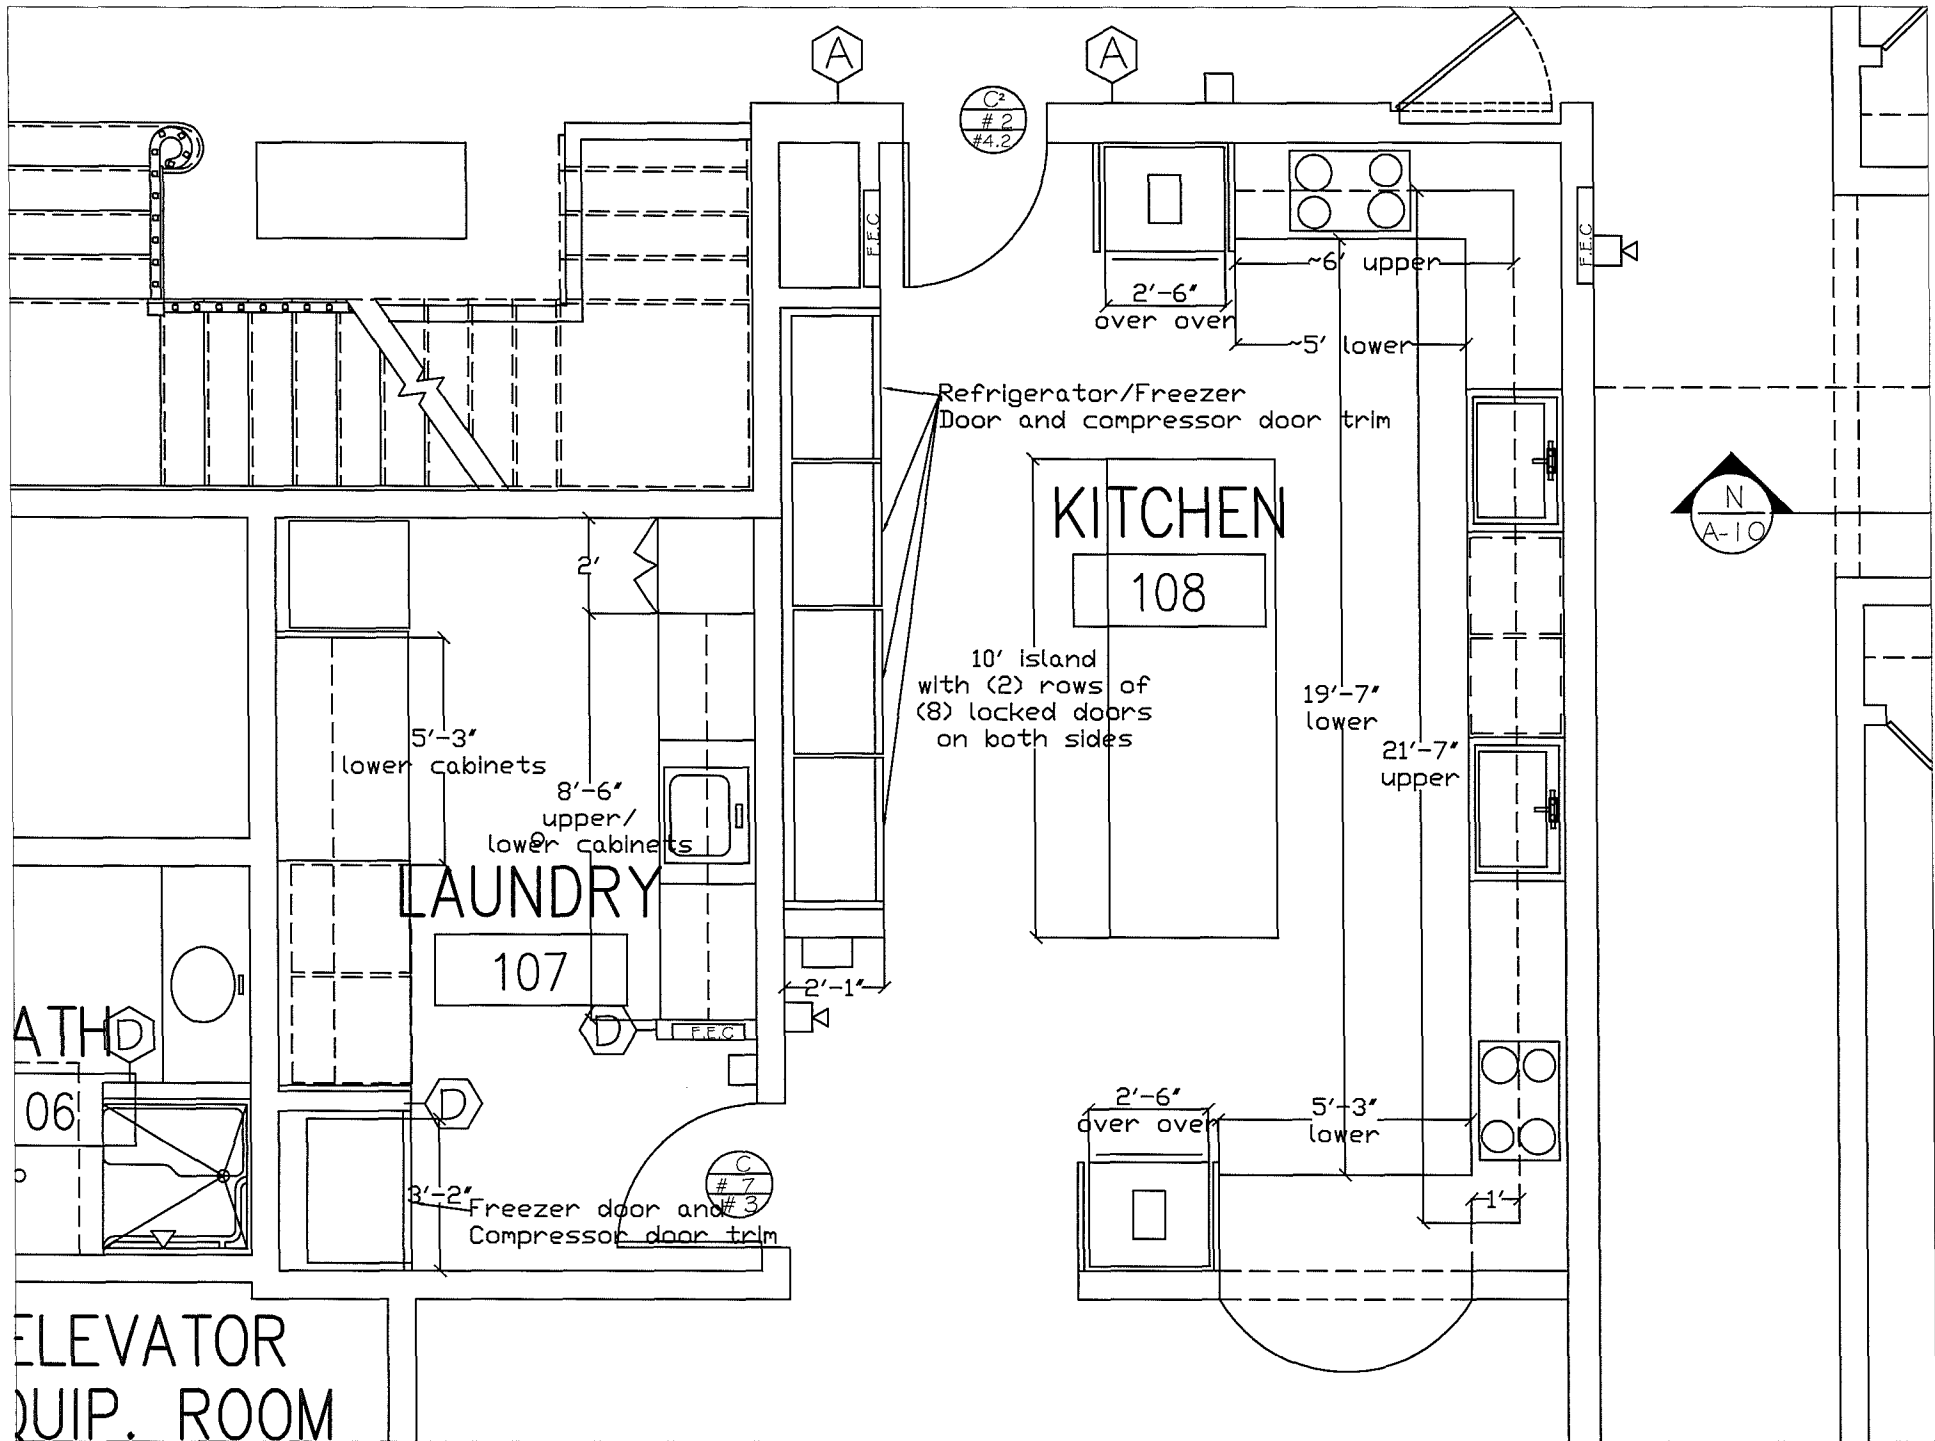 A
A
C²
# 2
#4.2
F.E.C
F.E.C
~6' upper
2'-6"
over over
~5' lower
Refrigerator/Freezer
Door and compressor door trim
KITCHEN
108
N
A-10
2'
10' island
with (2) rows of
(8) locked doors
on both sides
19'-7"
lower
21'-7"
upper
5'-3"
lower cabinets
8'-6"
upper/
lower cabinets
LAUNDRY
107
2'-1"
D
F.E.C
ATH
D
06
D
2'-6"
over over
5'-3"
lower
1'
C
# 7
# 3
3'-2"
Freezer door and
Compressor door trim
ELEVATOR
QUIP. ROOM